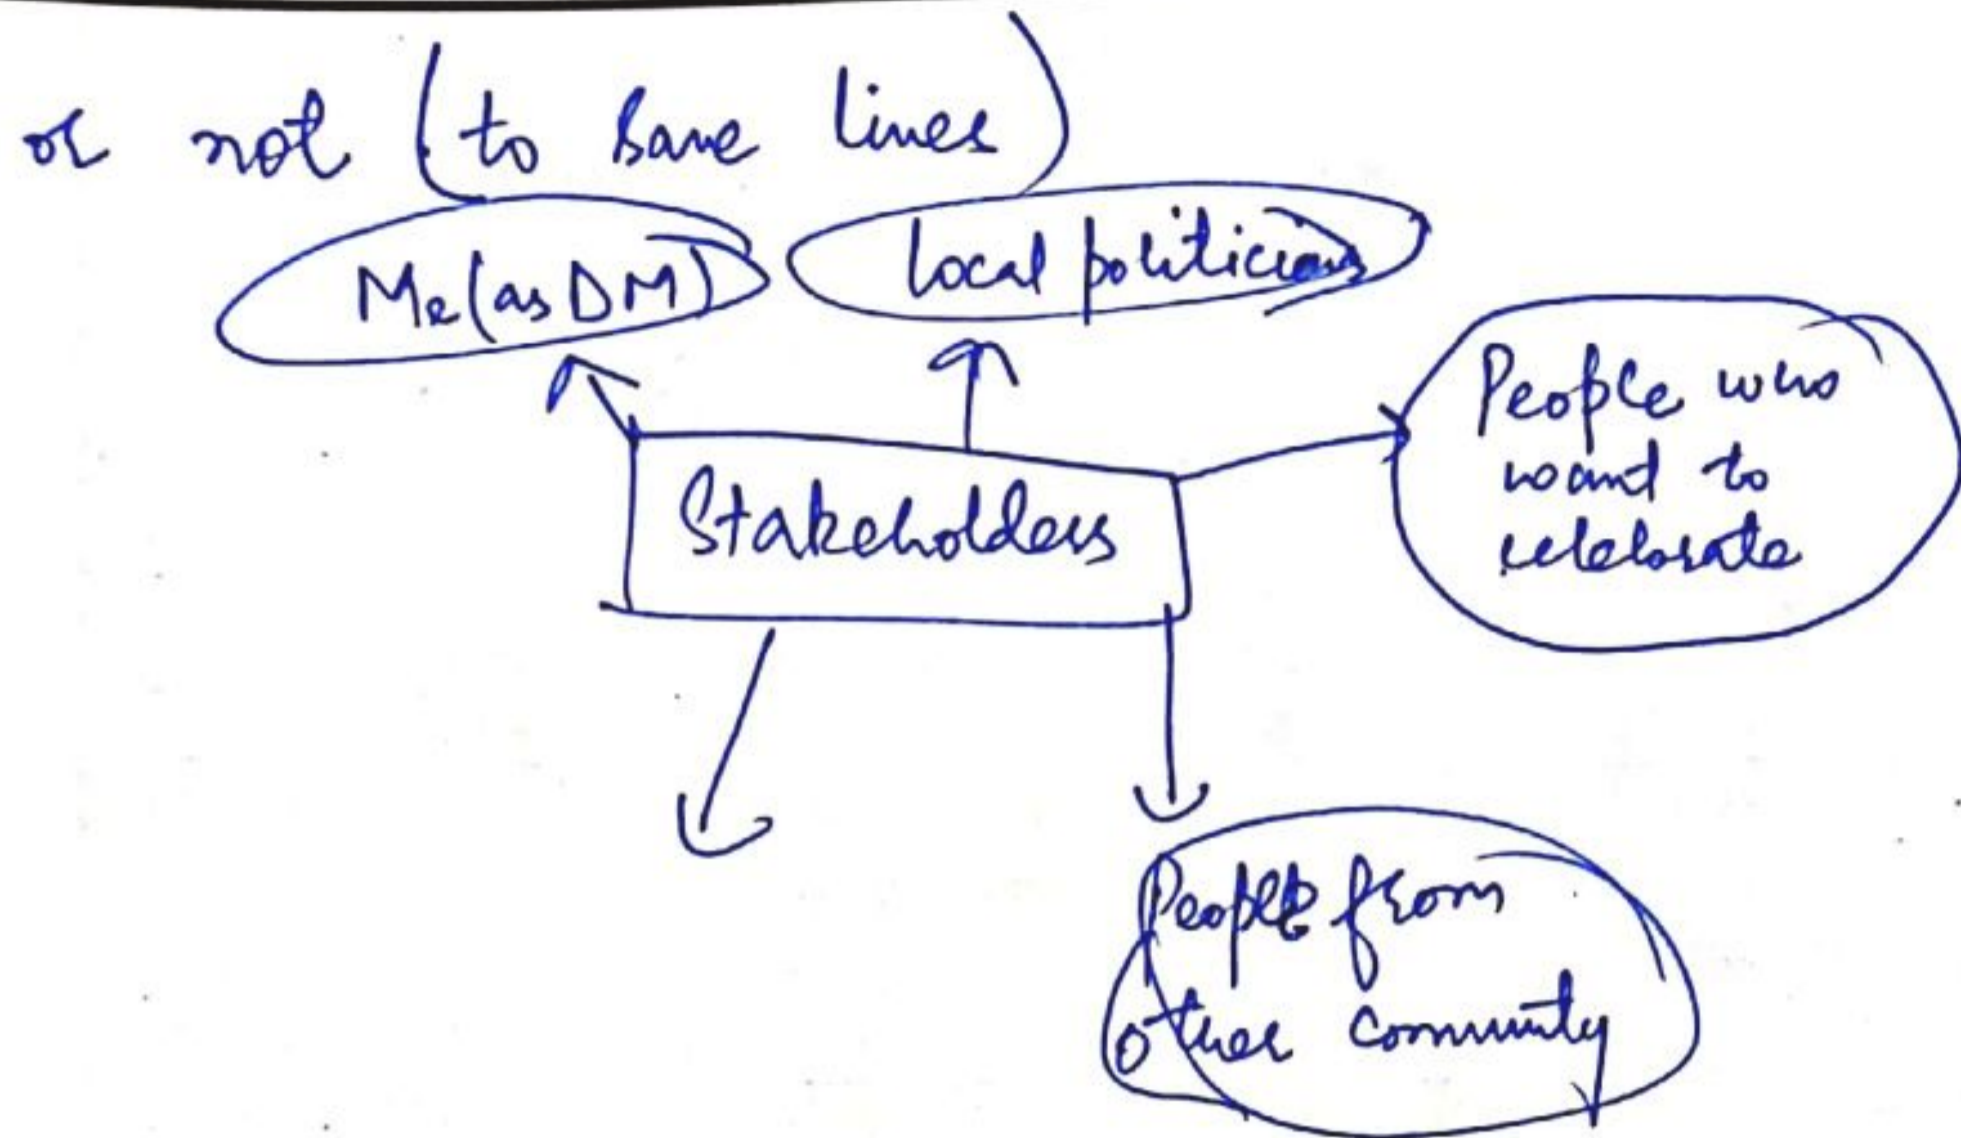 or not (to save lives)
Me (as DM)
local politicians
People who
want to
celebrate
Stakeholders
People from
other community